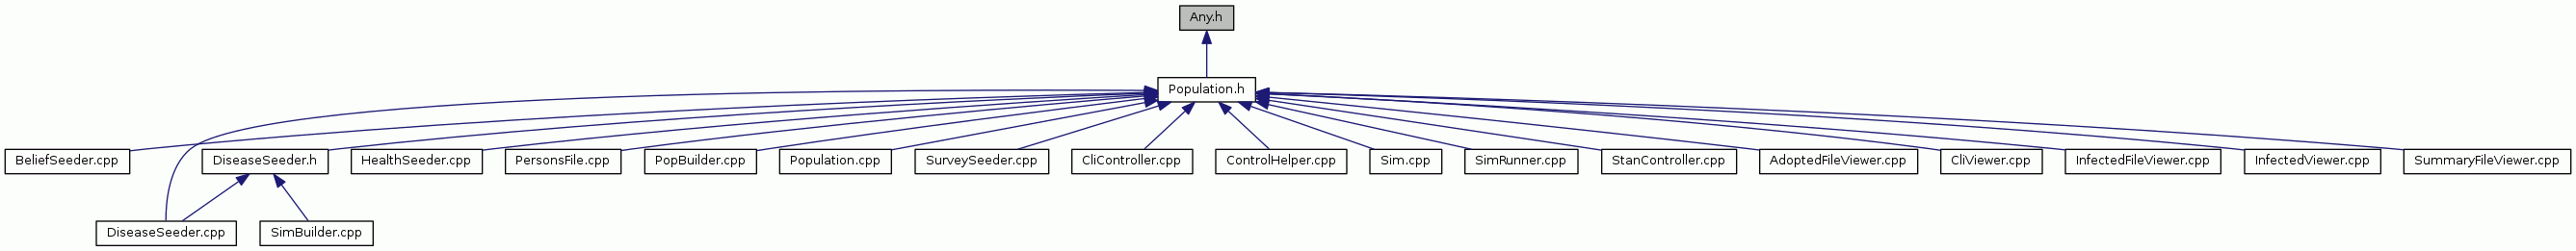 Any.h
Population.h
BeliefSeeder.cpp
DiseaseSeeder.h
HealthSeeder.cpp
PersonsFile.cpp
PopBuilder.cpp
Population.cpp
SurveySeeder.cpp
CliController.cpp
ControlHelper.cpp
Sim.cpp
SimRunner.cpp
StanController.cpp
AdoptedFileViewer.cpp
CliViewer.cpp
InfectedFileViewer.cpp
InfectedViewer.cpp
SummaryFileViewer.cpp
DiseaseSeeder.cpp
SimBuilder.cpp